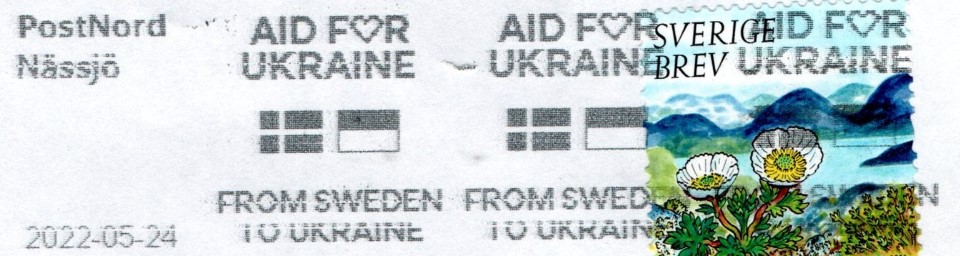 PostNord
Nässjö
2022-05-24
AID FOR
UKRAINE
FROM SWEDEN
TO UKRAINE
AID FOR
UKRAINE
FROM SWEDEN
TO UKRAINE
SVERIGE
BREV
AID FOR
UKRAINE